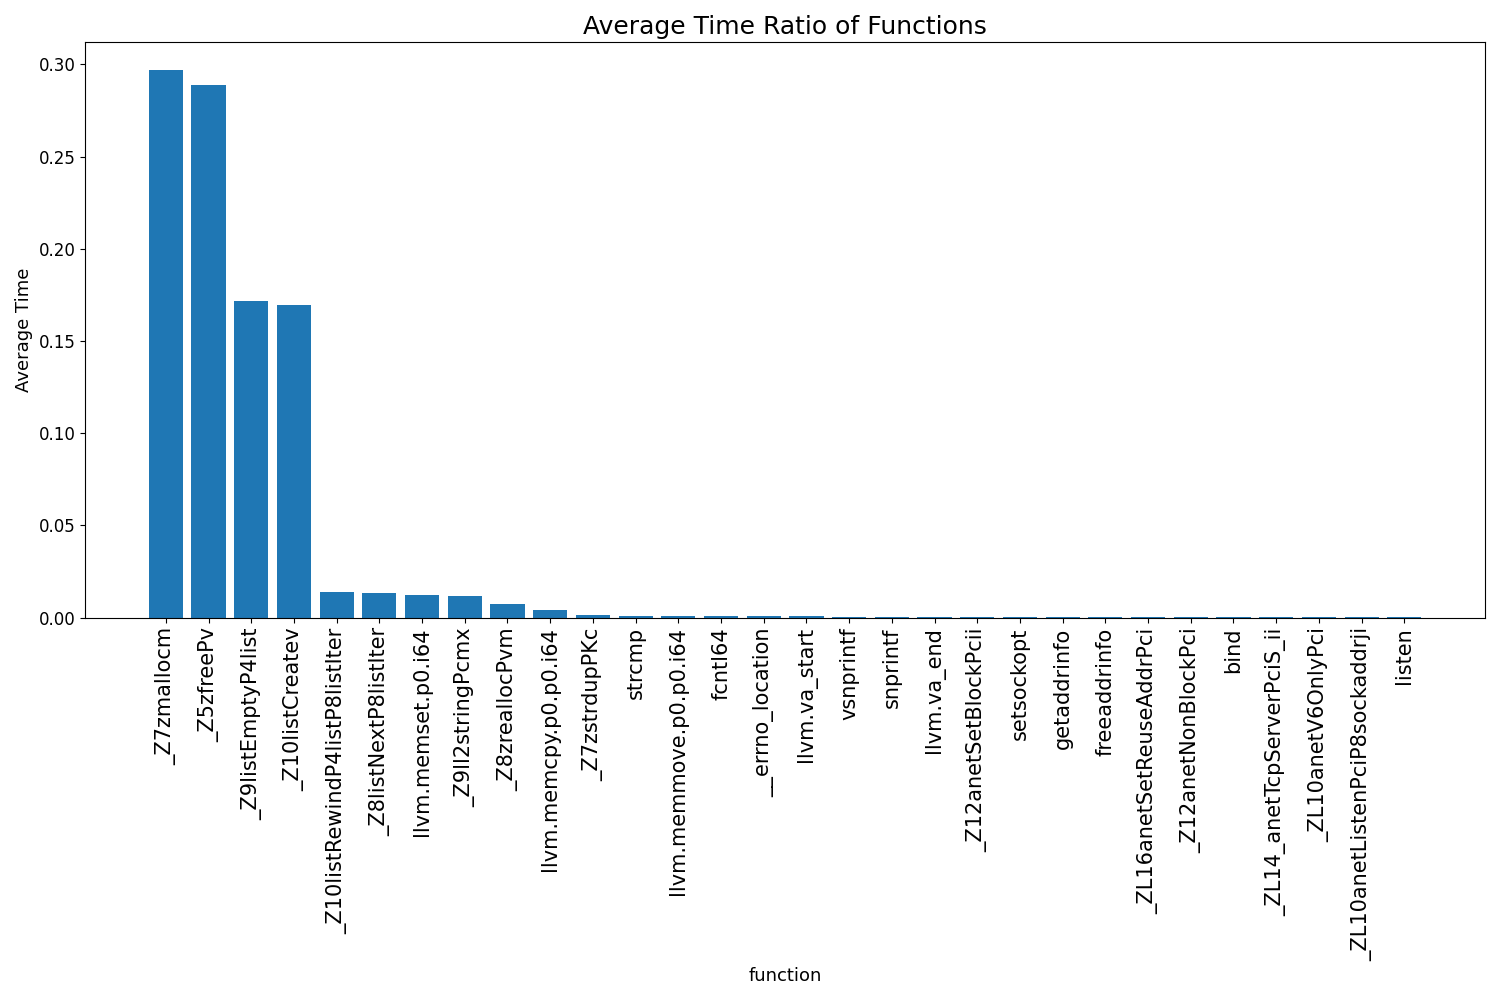 Average Time Ratio of Functions
0.30
0.25
0.20
0.15
0.10
0.05
0.00
Average Time
_Z7zmallocm
_Z5zfreePv
_Z9listEmptyP4list
_Z10listCreatev
_Z10listRewindP4listP8listIter
_Z8listNextP8listIter
llvm.memset.p0.i64
_Z9ll2stringPcmx
_Z8zreallocPvm
llvm.memcpy.p0.p0.i64
_Z7zstrdupPKc
strcmp
llvm.memmove.p0.p0.i64
fcntl64
__errno_location
llvm.va_start
vsnprintf
snprintf
llvm.va_end
_Z12anetSetBlockPcii
setsockopt
getaddrinfo
freeaddrinfo
_ZL16anetSetReuseAddrPci
_Z12anetNonBlockPci
bind
_ZL14_anetTcpServerPciS_ii
_ZL10anetV6OnlyPci
_ZL10anetListenPciP8sockaddrji
listen
function